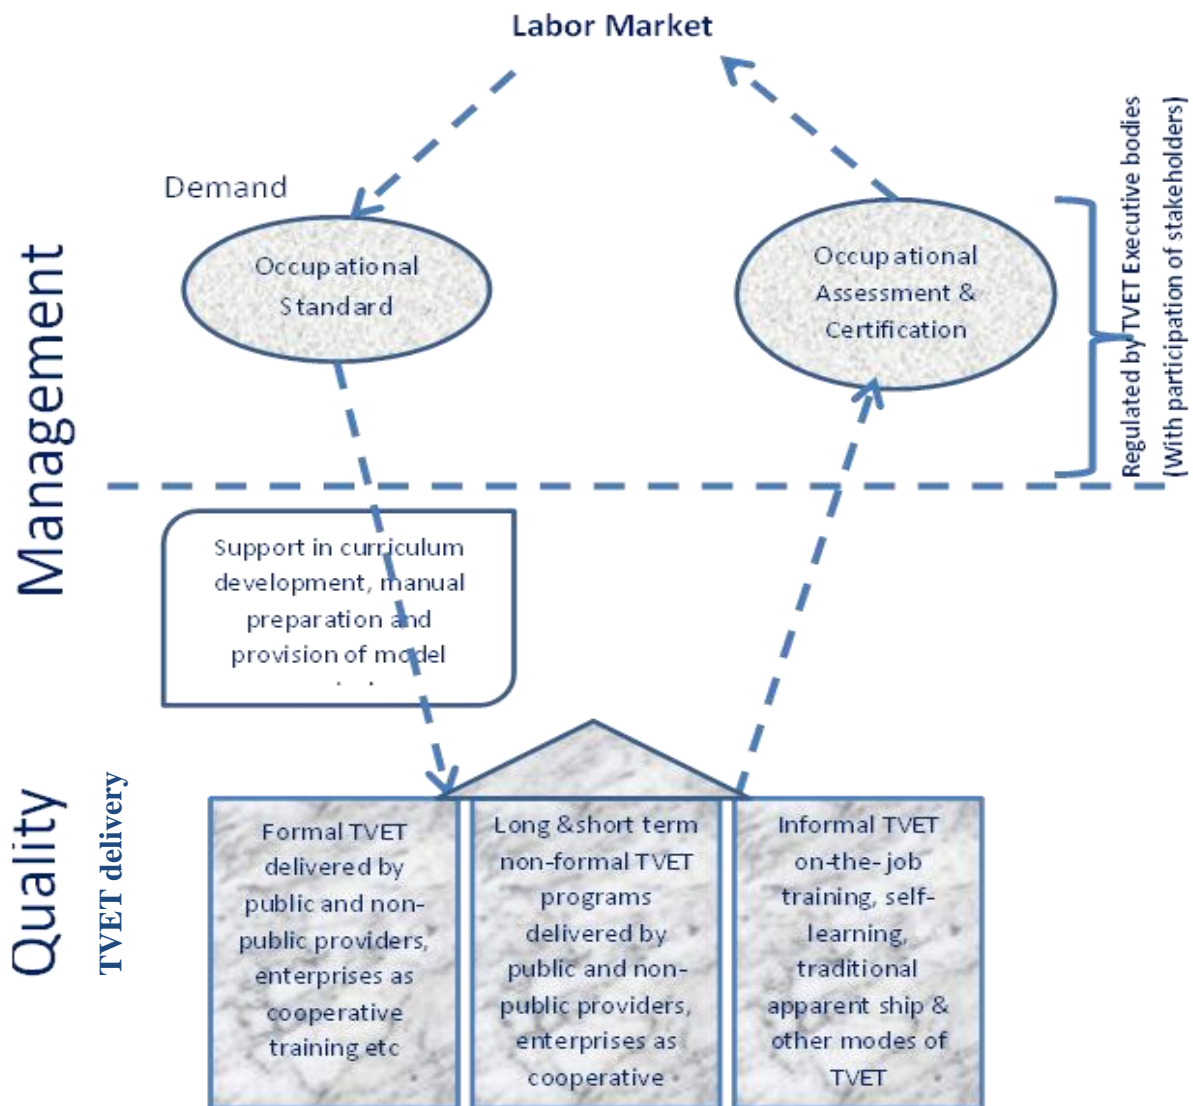 Labor Market
Demand
Occupational
Standard
Occupational
Assessment &
Certification
Regulated by TVET Executive bodies
(With participation of stakeholders)
Management
Support in curriculum
development, manual
preparation and
provision of model
Quality
TVET delivery
Formal TVET
delivered by
public and non-
public providers,
enterprises as
cooperative
training etc
Long &short term
non-formal TVET
programs
delivered by
public and non-
public providers,
enterprises as
cooperative
Informal TVET
on-the- job
training, self-
learning,
traditional
apparent ship &
other modes of
TVET